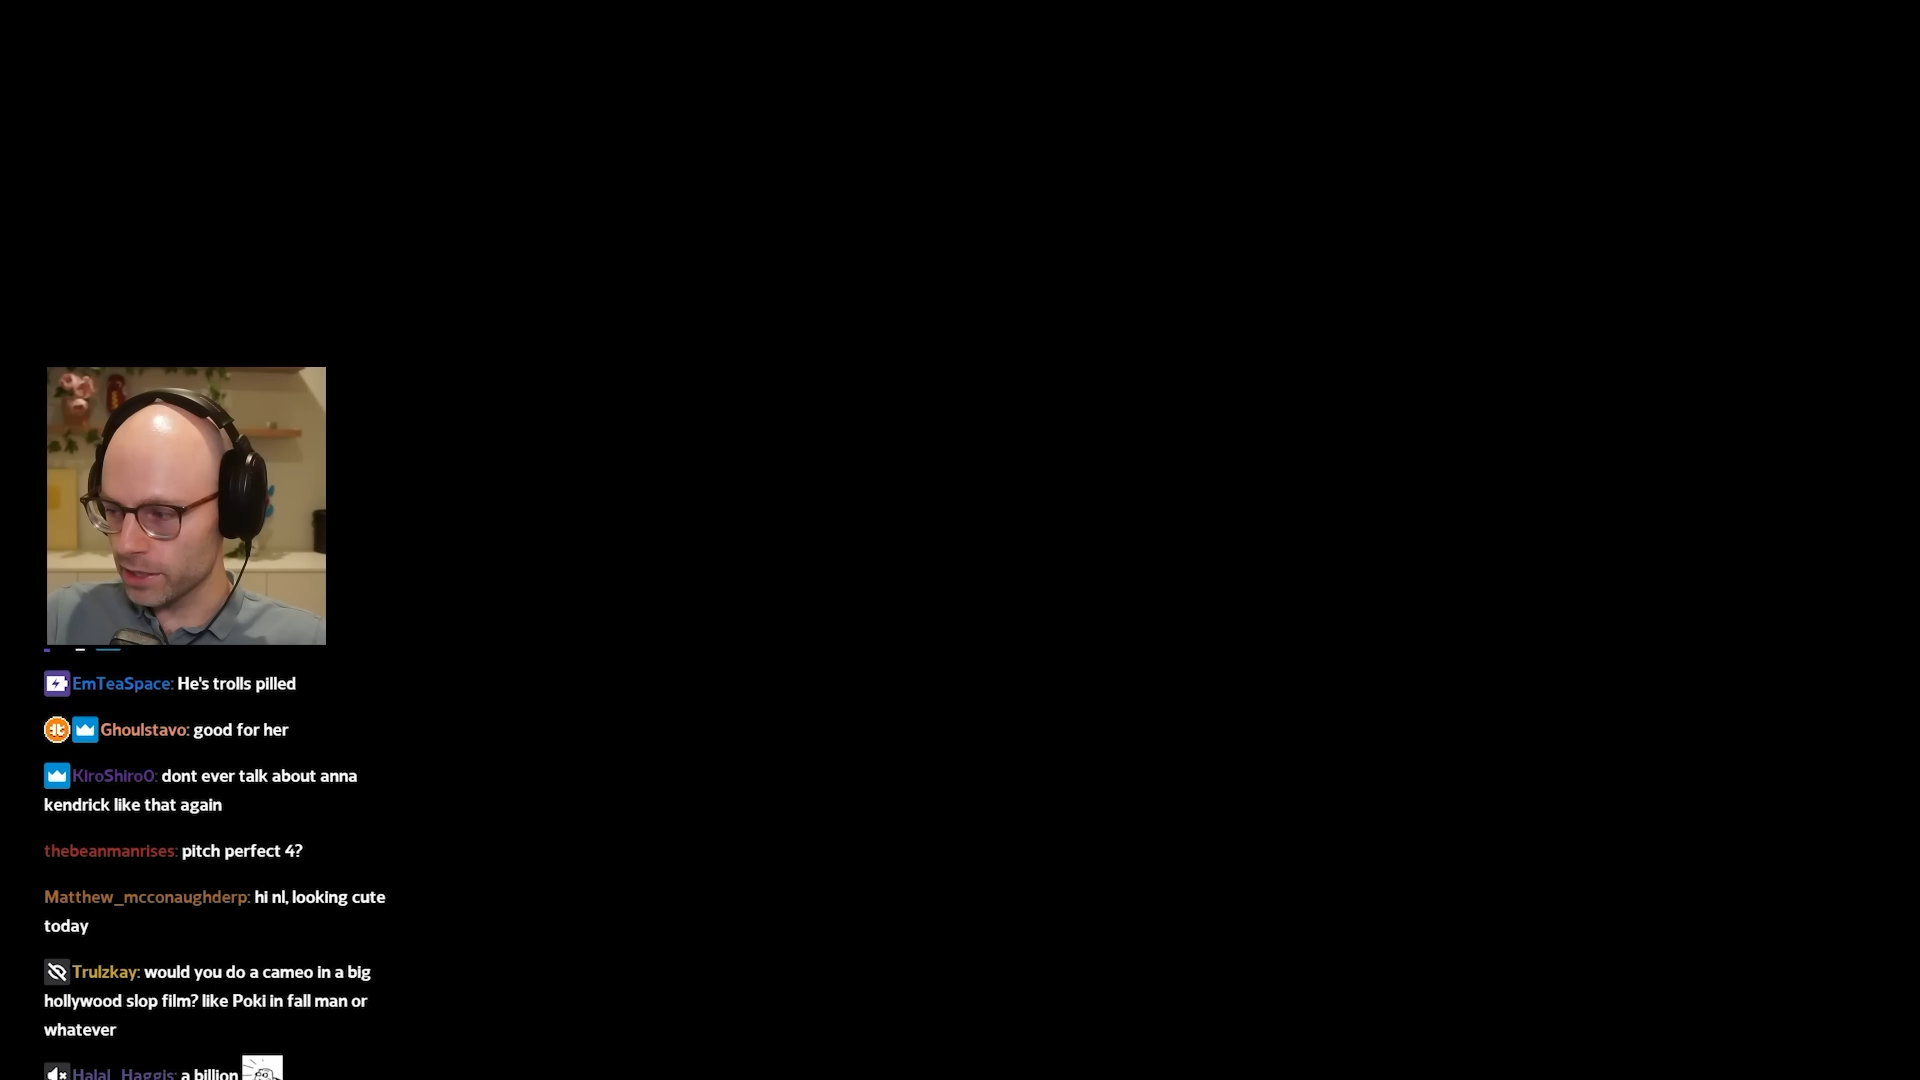 EmTeaSpace: He's trolls pilled
Ghoulstavo: good for her
KiroShiro0: dont ever talk about anna
kendrick like that again
thebeanmanrises: pitch perfect 4?
Matthew_mcconaughderp: hi nl, looking cute
today
Trulzkay: would you do a cameo in a big
hollywood slop film? like Poki in fall man or
whatever
Halal_Haggis: a billion